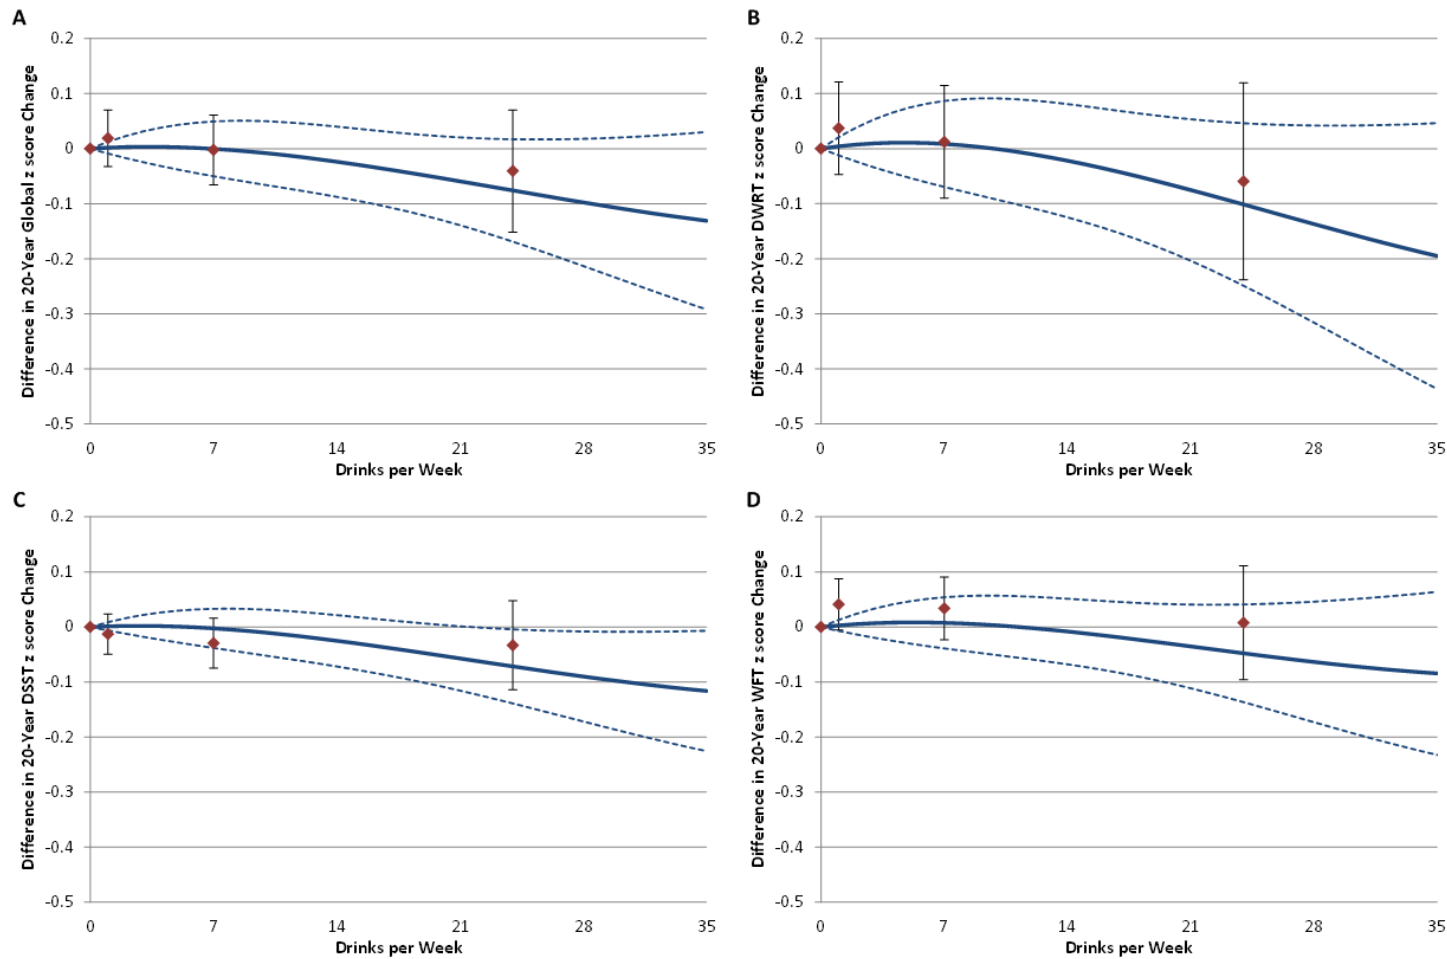 A
Difference in 20-Year Global z score Change
0.2
0.1
0
-0.1
-0.2
-0.3
-0.4
-0.5
0 7 14 21 28 35
Drinks per Week
B
Difference in 20-Year DWRT z score Change
0.2
0.1
0
-0.1
-0.2
-0.3
-0.4
-0.5
0 7 14 21 28 35
Drinks per Week
C
Difference in 20-Year DSST z score Change
0.2
0.1
0
-0.1
-0.2
-0.3
-0.4
-0.5
0 7 14 21 28 35
Drinks per Week
D
Difference in 20-Year WFT z score Change
0.2
0.1
0
-0.1
-0.2
-0.3
-0.4
-0.5
0 7 14 21 28 35
Drinks per Week